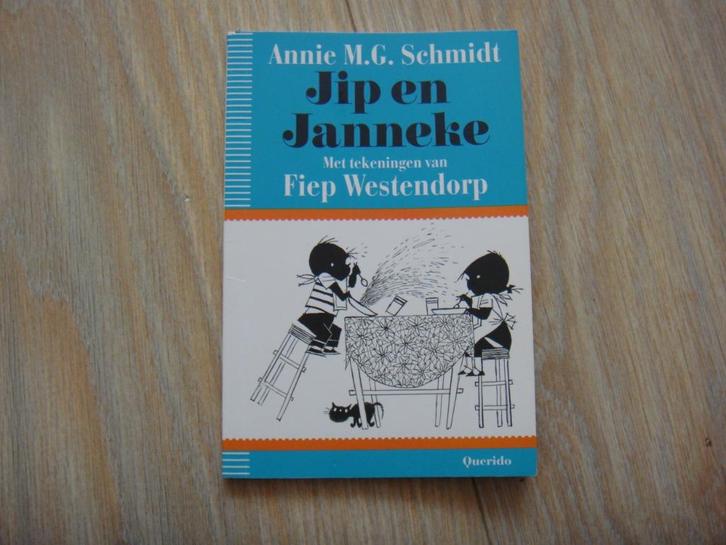 Annie M.G. Schmidt
Jip en
Janneke
Met tekeningen van
Fiep Westendorp
Querido